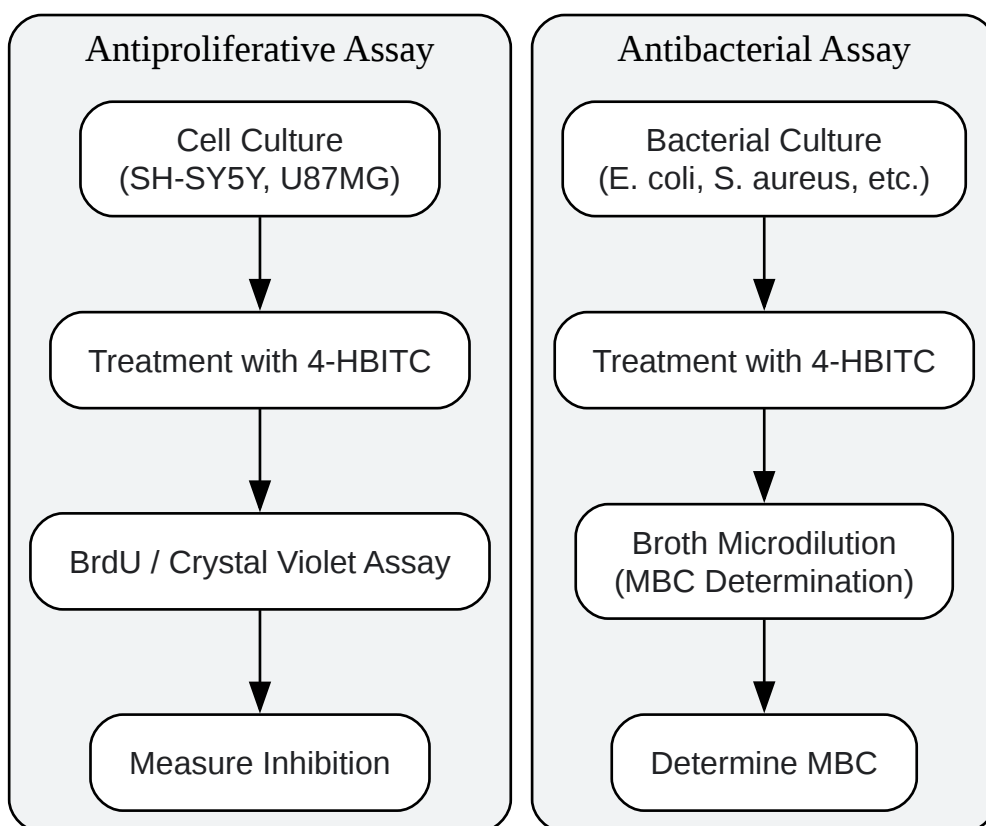 Antiproliferative Assay
Cell Culture
(SH-SY5Y, U87MG)
Treatment with 4-HBITC
BrdU / Crystal Violet Assay
Measure Inhibition
Antibacterial Assay
Bacterial Culture
(E. coli, S. aureus, etc.)
Treatment with 4-HBITC
Broth Microdilution
(MBC Determination)
Determine MBC